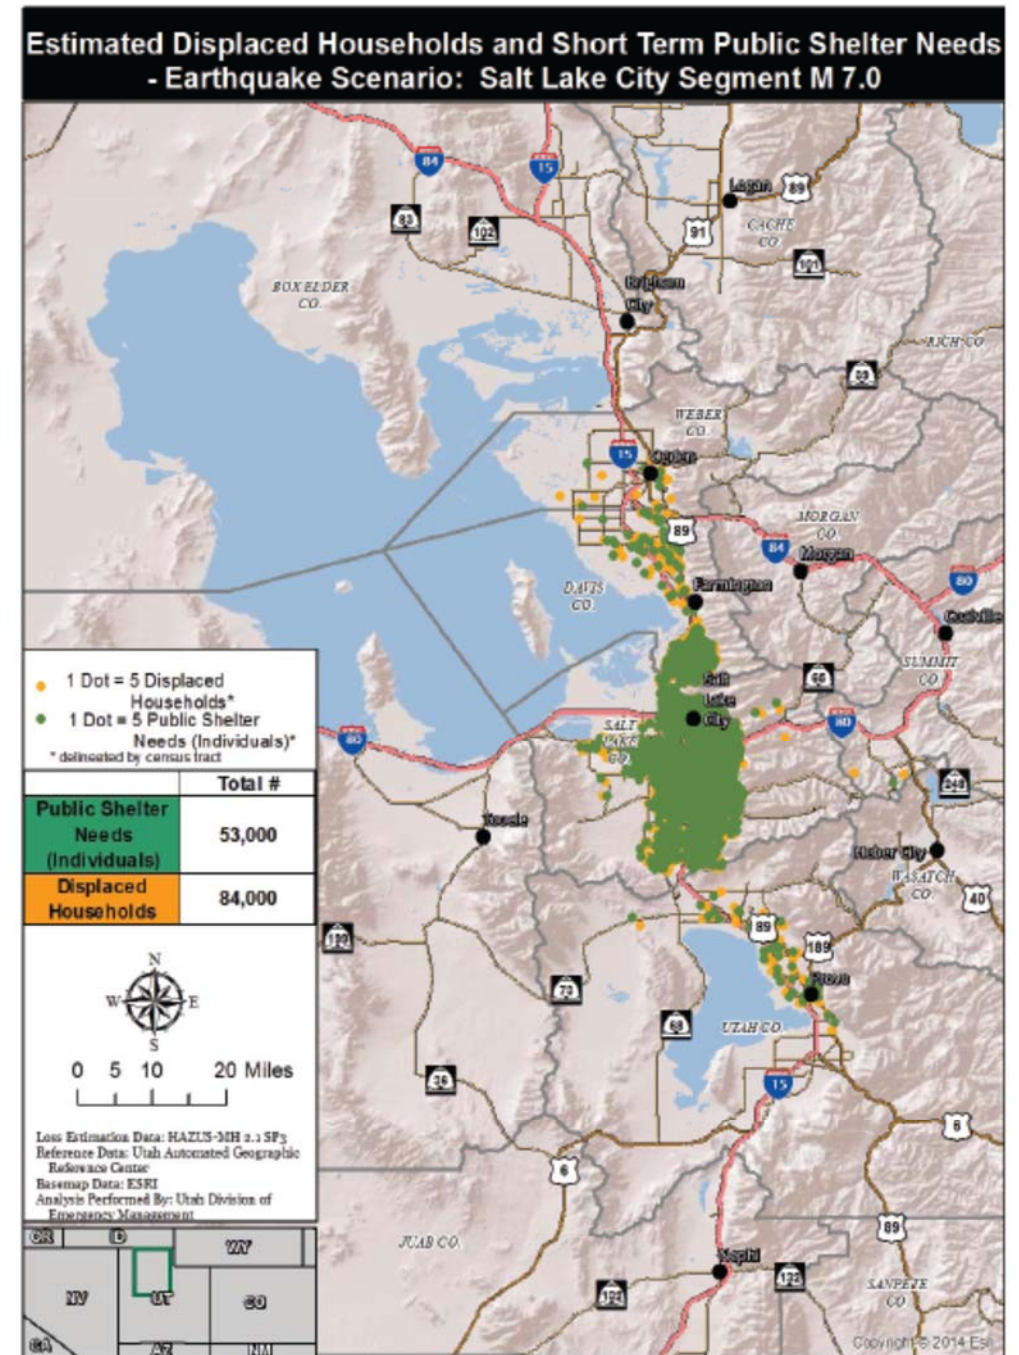 Estimated Displaced Households and Short Term Public Shelter Needs
- Earthquake Scenario: Salt Lake City Segment M 7.0
84
15
Logan
89
83
102
91
CACHE
CO.
101
BOX ELDER
CO.
Brigham
City
RICH CO
39
WEBER
CO.
15
Ogden
89
MORGAN
CO.
84
Morgan
80
DAVIS
CO.
Farmington
Coalville
SUMMIT
CO.
1 Dot = 5 Displaced
Households*
1 Dot = 5 Public Shelter
Needs (Individuals)*
* delineated by census tract
Salt
Lake
City
SALT
LAKE
CO.
80
80
Total #
Public Shelter
Needs
(Individuals)
53,000
Displaced
Households
84,000
248
Tooele
Heber City
WASATCH
CO.
40
89
189
73
Provo
68
UTAH CO.
N
W
E
S
0 5 10 20 Miles
36
15
6
Loss Estimation Data: HAZUS-MH 2.1 SP3
Reference Data: Utah Automated Geographic
Reference Center
Basemap Data: ESRI
Analysis Performed By: Utah Division of
Emergency Management
6
89
JUAB CO.
Nephi
132
SANPETE
CO
OR
ID
WY
NV
UT
CO
CA
AZ
NM
Copyright © 2014 Esri